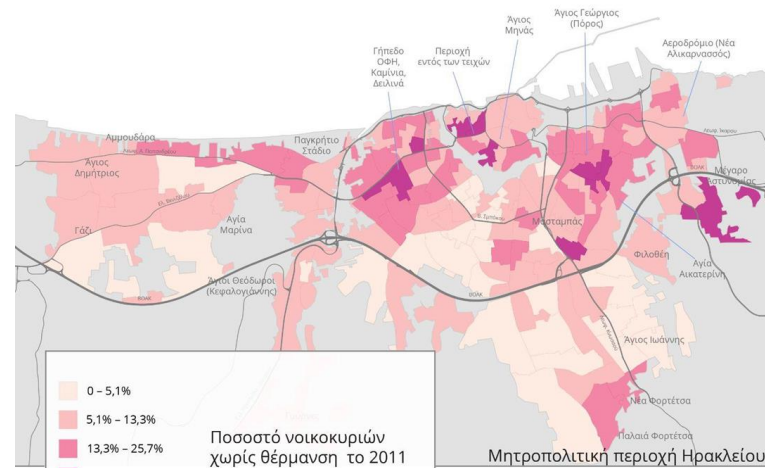 Άγιος Γεώργιος
(Πόρος)
Άγιος
Μηνάς
Γήπεδο
ΟΦΗ,
Καμίνια,
Δειλινά
Περιοχή
εντός των τειχών
Αεροδρόμιο (Νέα
Αλικαρνασσός)
Αμμουδάρα
Παγκρήτιο
Στάδιο
Λεωφ. Ίκαρου
Άγιος
Δημήτριος
ΒΟΑΚ
Μέγαρο
Αστυνομίας
Γάζι
Αγία
Μαρίνα
Μασταμπάς
Φιλοθέη
Αγία
Αικατερίνη
Άγιοι Θεόδωροι
(Κεφαλογιάννης)
ΒΟΑΚ
ΒΟΑΚ
Άγιος Ιωάννης
Νέα Φορτέτσα
Παλαιά Φορτέτσα
0 – 5,1%
5,1% – 13,3%
13,3% – 25,7%
Ποσοστό νοικοκυριών
χωρίς θέρμανση το 2011
Μητροπολιτική περιοχή Ηρακλείου